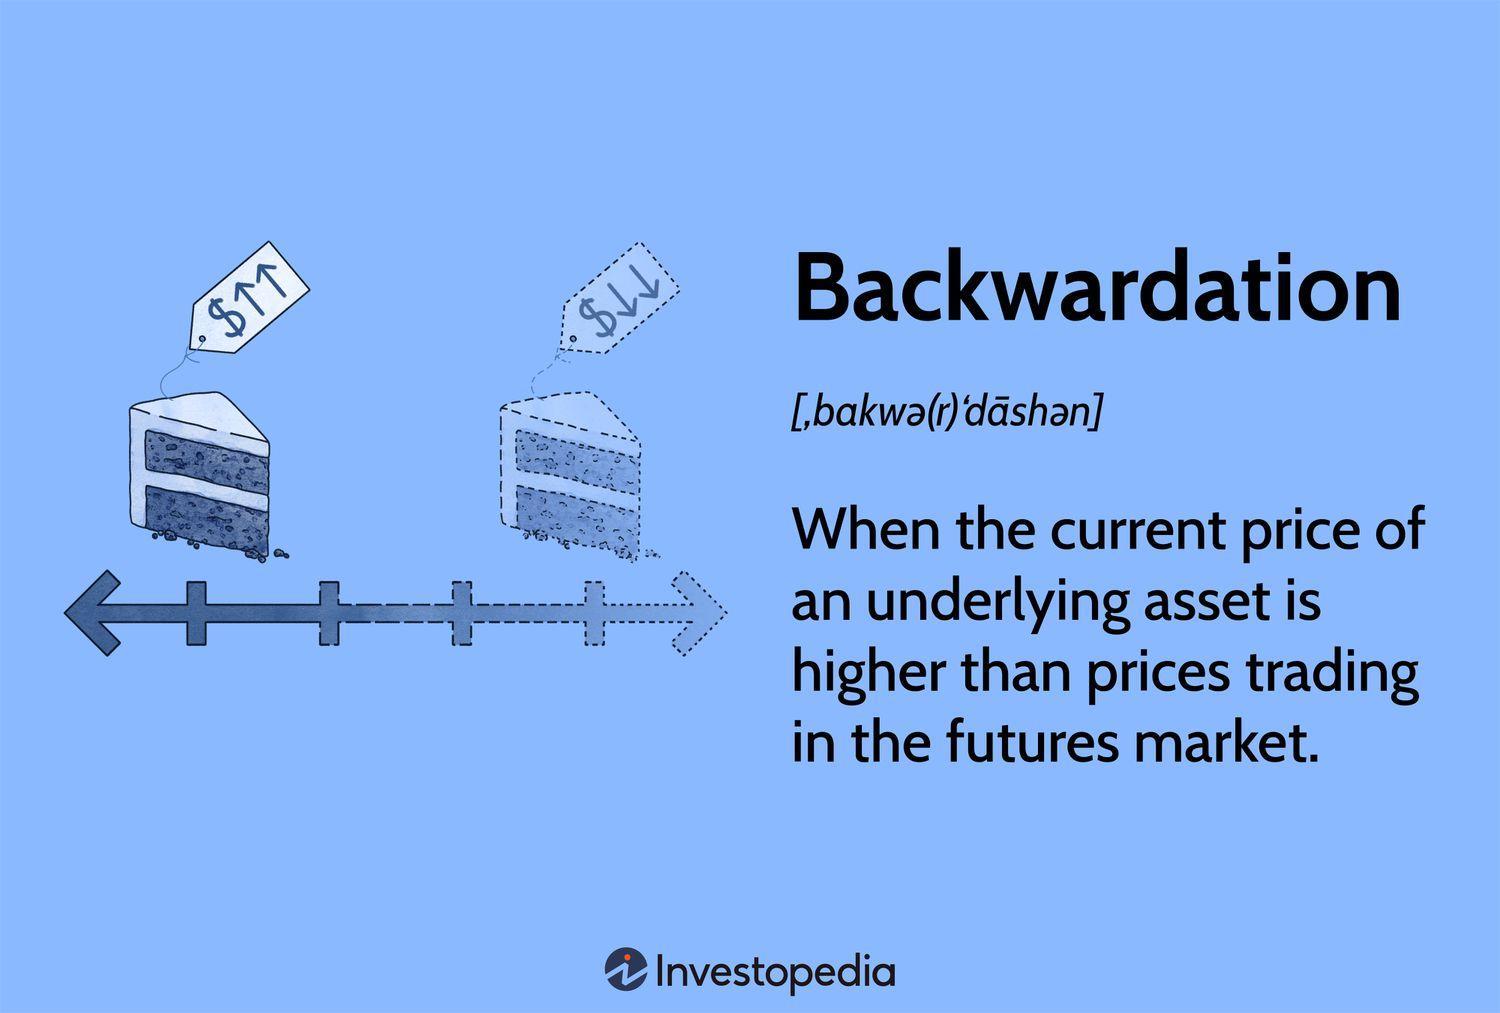 $↑↑
$↓↓
Backwardation
[ˌbakwə(r)ˈdāshən]
When the current price of
an underlying asset is
higher than prices trading
in the futures market.
Investopedia